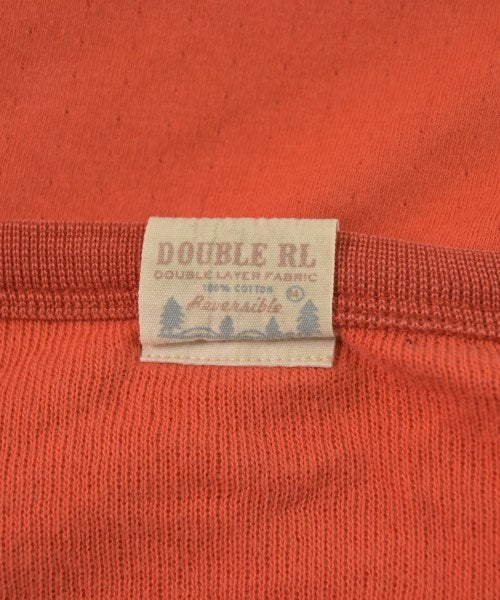 DOUBLE RL
DOUBLE LAYER FABRIC
100% COTTON
Reversible M